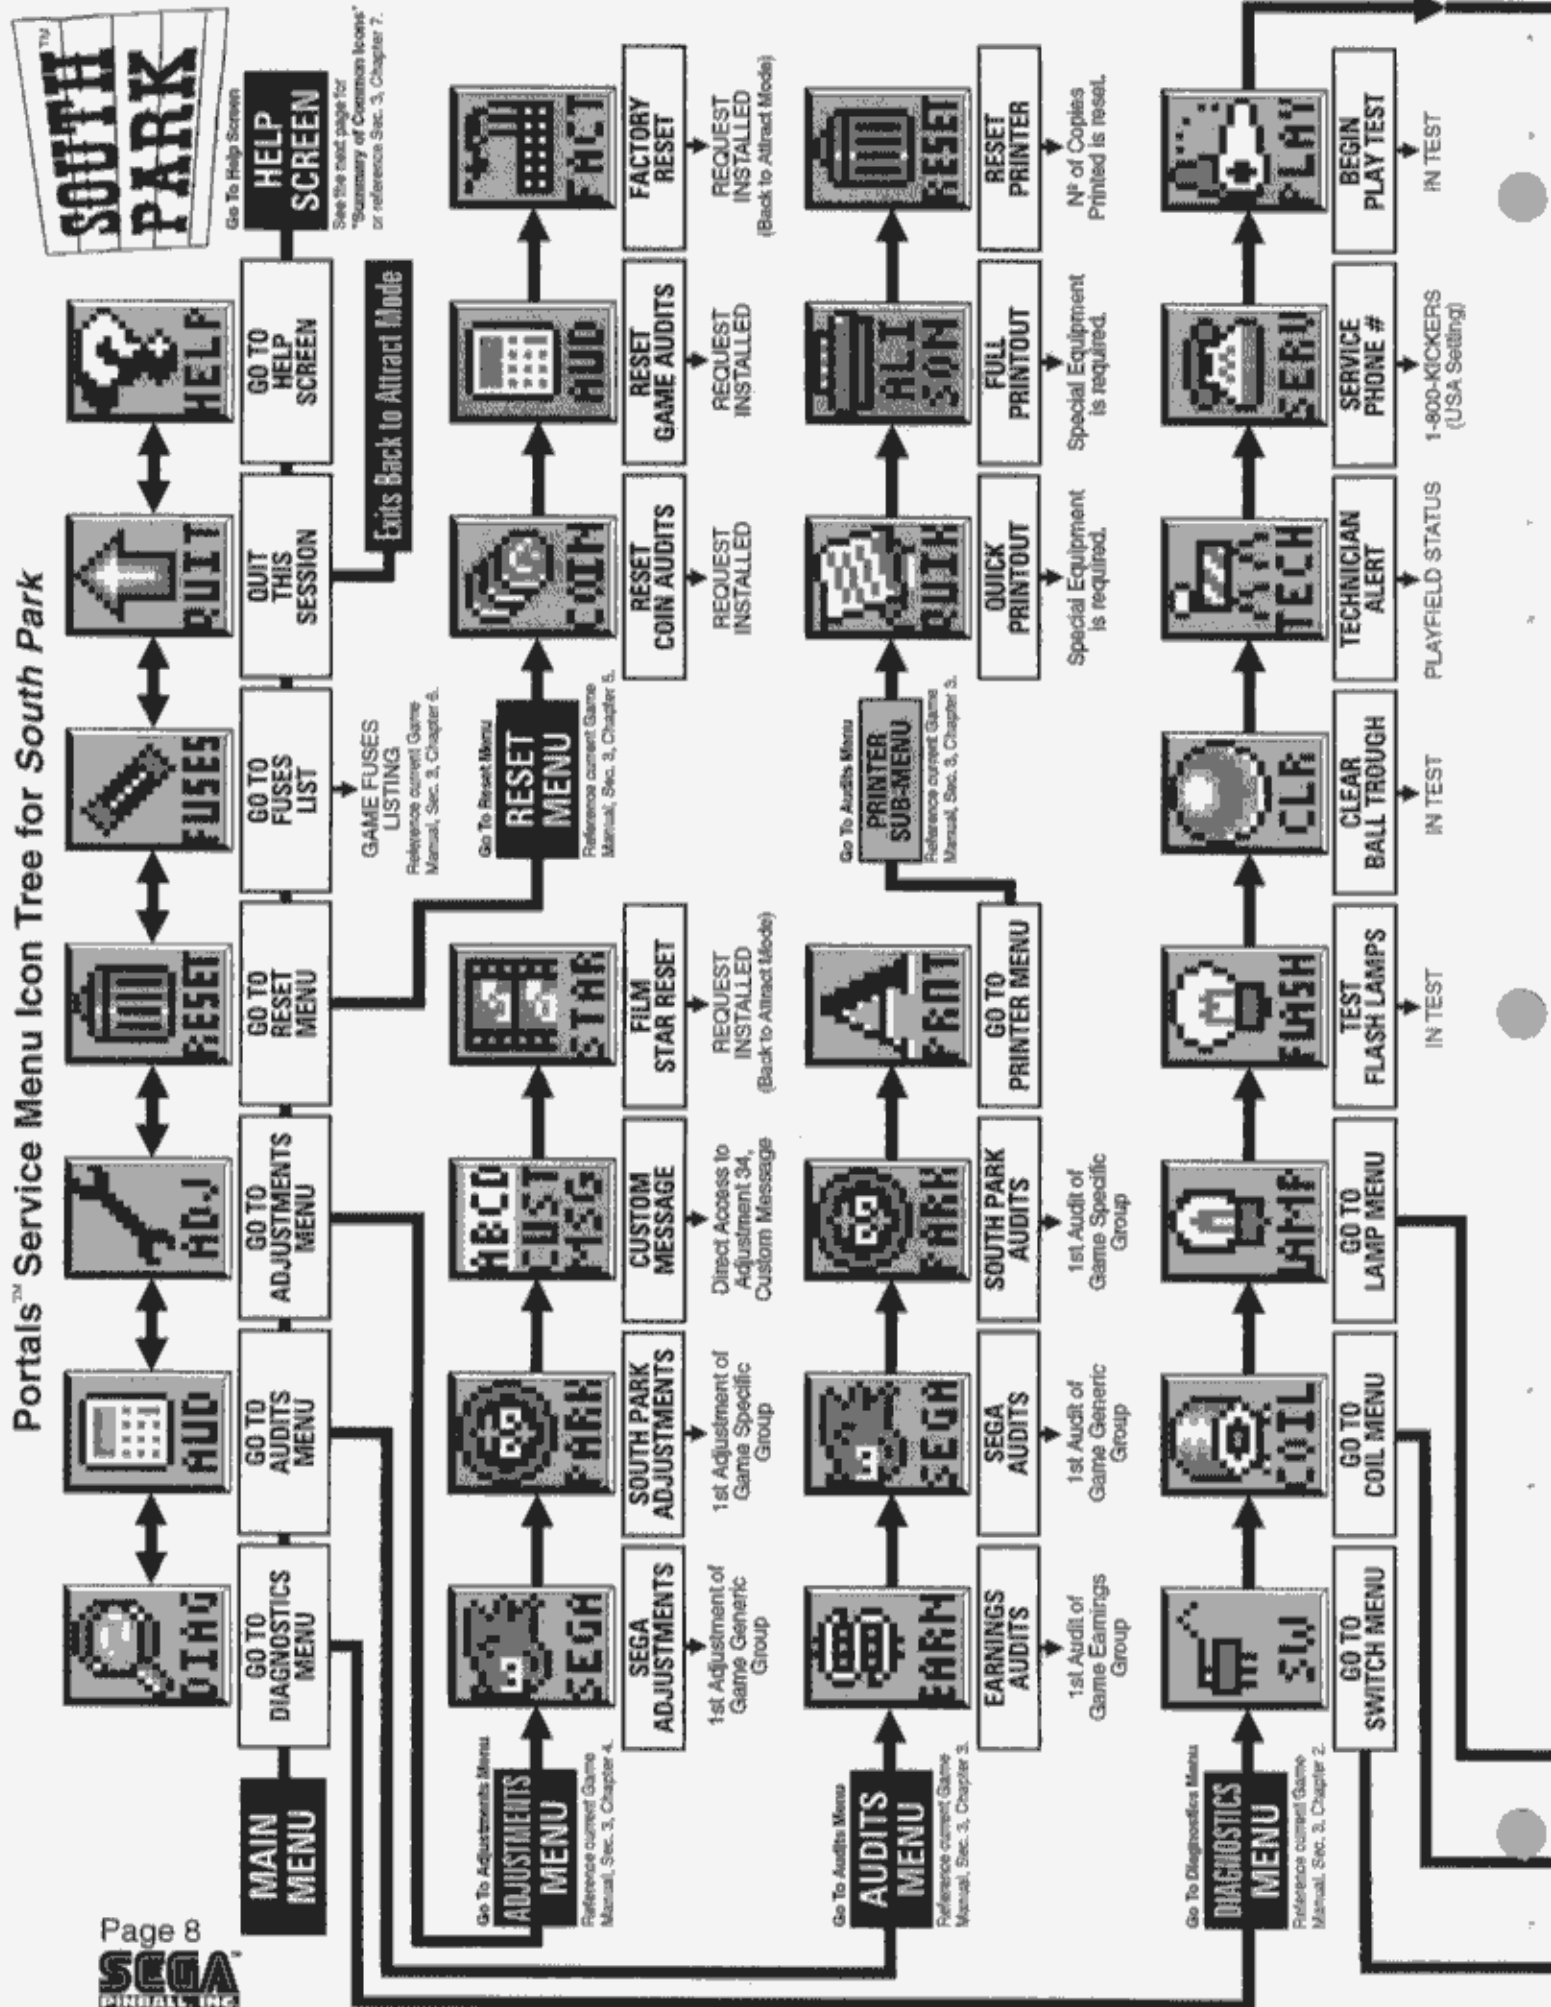 Portals™ Service Menu Icon Tree for South Park
SOUTH™
PARK
Page 8
SEGA™
PINBALL, INC.
MAIN
MENU
DIAG
GO TO
DIAGNOSTICS
MENU
AUD
GO TO
AUDITS
MENU
ADJ
GO TO
ADJUSTMENTS
MENU
RESET
GO TO
RESET
MENU
FUSES
GO TO
FUSES
LIST
GAME FUSES
LISTING
Reference current Game
Manual, Sec. 3, Chapter 6.
QUIT
QUIT
THIS
SESSION
Exits Back to Attract Mode
HELP
GO TO
HELP
SCREEN
Go To Help Screen
HELP
SCREEN
See the next page for
"Summary of Common Icons"
or reference Sec. 3, Chapter 7.
Go To Adjustments Menu
ADJUSTMENTS
MENU
Reference current Game
Manual, Sec. 3, Chapter 4.
SEGA
SEGA
ADJUSTMENTS
1st Adjustment of
Game Generic
Group
PARK
SOUTH PARK
ADJUSTMENTS
1st Adjustment of
Game Specific
Group
ABCD
CUST
MSG
CUSTOM
MESSAGE
Direct Access to
Adjustment 34,
Custom Message
STAR
FILM
STAR RESET
REQUEST
INSTALLED
(Back to Attract Mode)
Go To Reset Menu
RESET
MENU
Reference current Game
Manual, Sec. 3, Chapter 5.
COIN
RESET
COIN AUDITS
REQUEST
INSTALLED
AUD
RESET
GAME AUDITS
REQUEST
INSTALLED
FACT
FACTORY
RESET
REQUEST
INSTALLED
(Back to Attract Mode)
Go To Audits Menu
AUDITS
MENU
Reference current Game
Manual, Sec. 3, Chapter 3.
EARN
EARNINGS
AUDITS
1st Audit of
Game Earnings
Group
SEGA
SEGA
AUDITS
1st Audit of
Game Generic
Group
PARK
SOUTH PARK
AUDITS
1st Audit of
Game Specific
Group
PRNT
GO TO
PRINTER MENU
Go To Audits Menu
PRINTER
SUB-MENU
Reference current Game
Manual, Sec. 3, Chapter 3.
QUIK
QUICK
PRINTOUT
Special Equipment
is required.
ALI
SON
FULL
PRINTOUT
Special Equipment
is required.
RESET
RESET
PRINTER
Nº of Copies
Printed is reset.
Go To Diagnostics Menu
DIAGNOSTICS
MENU
Reference current Game
Manual, Sec. 3, Chapter 2.
SW
GO TO
SWITCH MENU
COIL
GO TO
COIL MENU
LAMP
GO TO
LAMP MENU
FLASH
TEST
FLASH LAMPS
IN TEST
CLR
CLEAR
BALL TROUGH
IN TEST
TECH
TECHNICIAN
ALERT
PLAYFIELD STATUS
SERV
SERVICE
PHONE #
1-800-KICKERS
(USA Setting)
PLAY
BEGIN
PLAY TEST
IN TEST